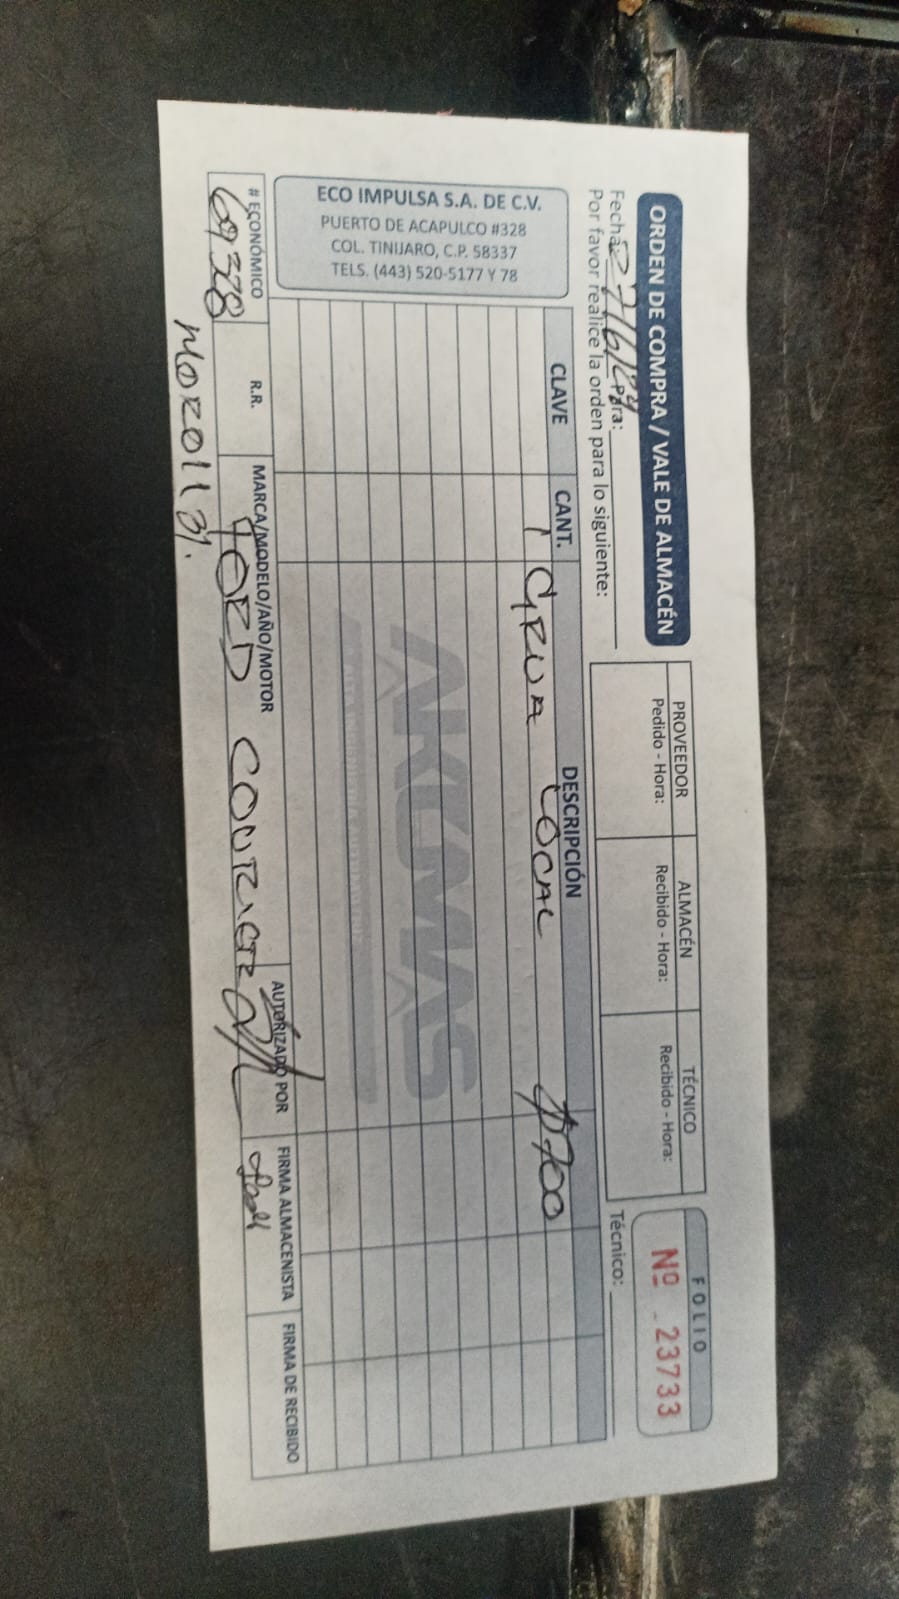 ORDEN DE COMPRA / VALE DE ALMACÉN
Fecha: 27/6/24 Para:
Por favor realice la orden para lo siguiente:
PROVEEDOR
Pedido - Hora:
ALMACÉN
Recibido - Hora:
TÉCNICO
Recibido - Hora:
FOLIO
Nº 23733
Técnico:
CLAVE CANT. DESCRIPCIÓN
1 GRUA LOCAL $700
AKUMAS
ECO IMPULSA S.A. DE C.V.
PUERTO DE ACAPULCO #328
COL. TINIJARO, C.P. 58337
TELS. (443) 520-5177 Y 78
# ECONÓMICO R.R. MARCA/MODELO/AÑO/MOTOR AUTORIZADO POR FIRMA ALMACENISTA FIRMA DE RECIBIDO
69328 FORD